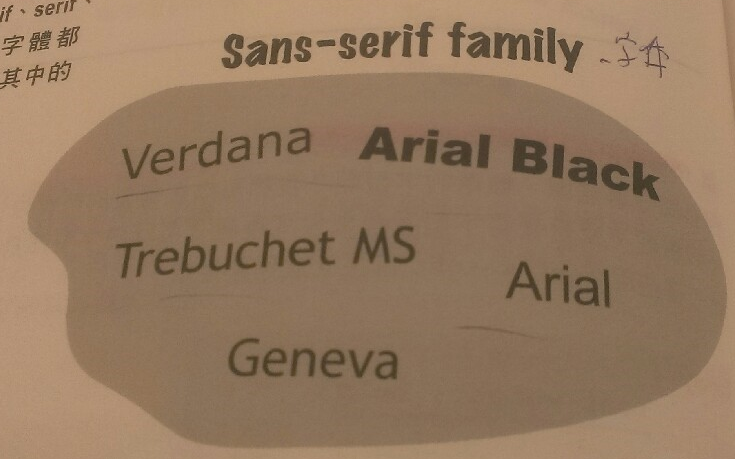 if、serif、
字體都
其中的
Sans-serif family
Verdana Arial Black
Trebuchet MS
Arial
Geneva